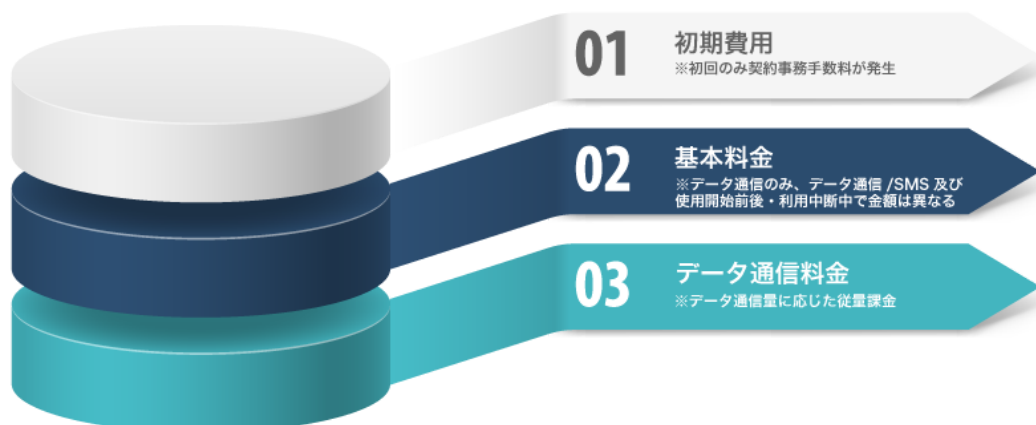 01
初期費用
※初回のみ契約事務手数料が発生
02
基本料金
※データ通信のみ、データ通信 /SMS 及び
使用開始前後・利用中断中で金額は異なる
03
データ通信料金
※データ通信量に応じた従量課金